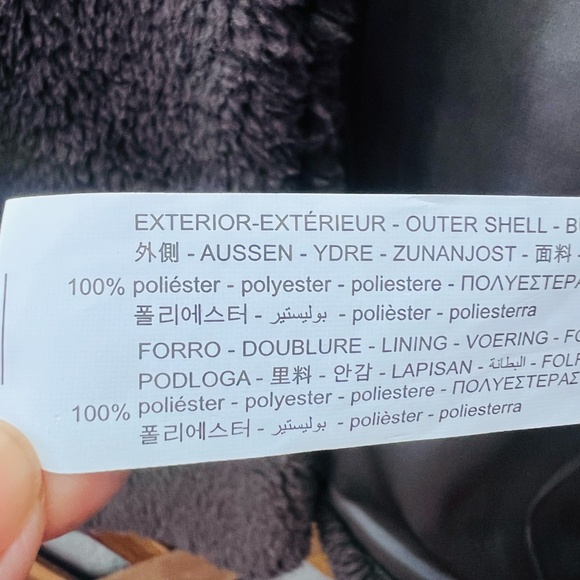 EXTERIOR-EXTÉRIEUR - OUTER SHELL -
外側 - AUSSEN - YDRE - ZUNANJOST - 面料 -
100% poliéster - polyester - poliestere - ΠΟΛΥΕΣΤΕΡΑ
폴리에스터 - بوليستير - polièster - poliesterra
FORRO - DOUBLURE - LINING - VOERING -
PODLOGA - 里料 - 안감 - LAPISAN - البطانة -
100% poliéster - polyester - poliestere - ΠΟΛΥΕΣΤΕΡΑΣ
폴리에스터 - بوليستير - polièster - poliesterra